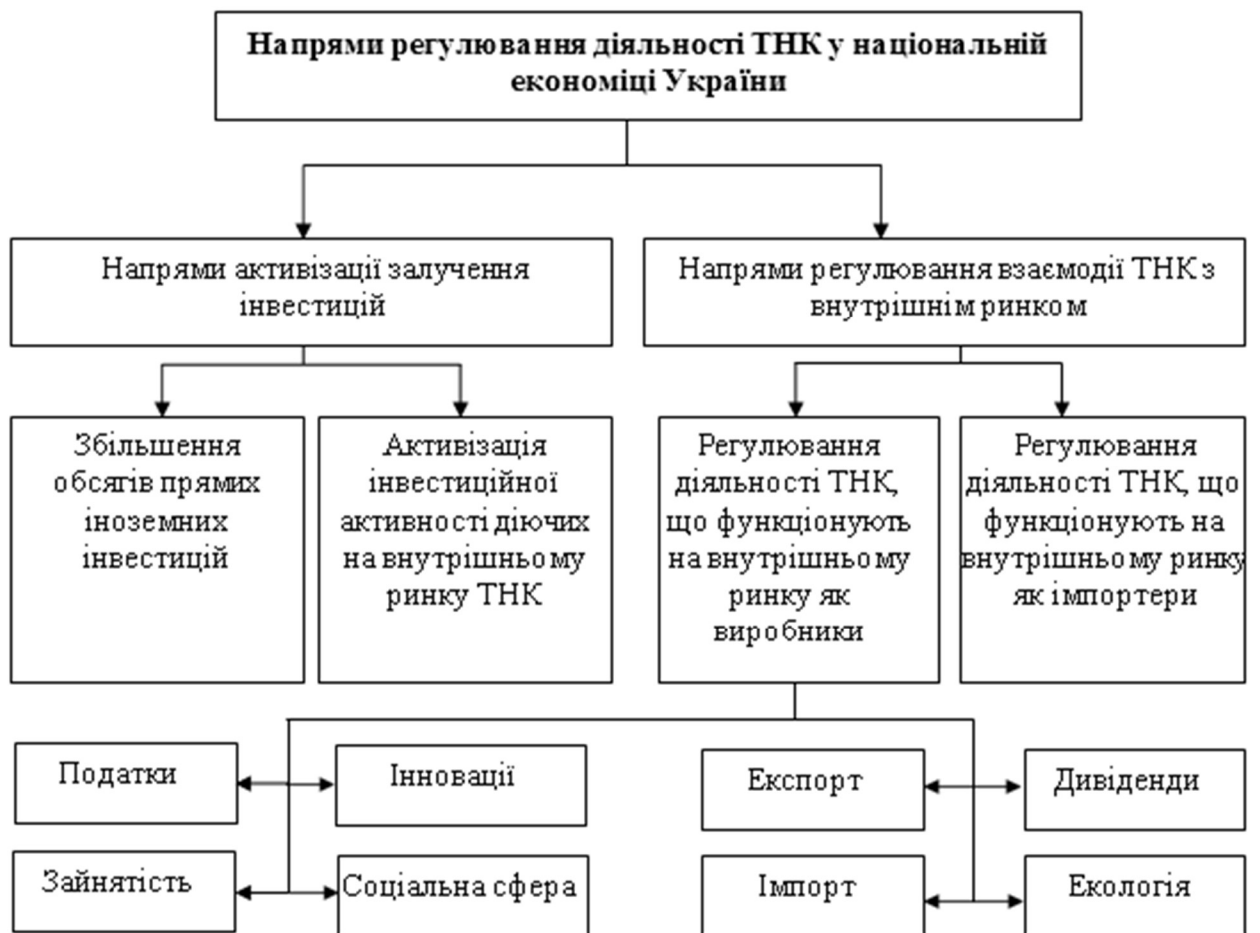 Напрями регулювання діяльності ТНК у національній
економіці України
Напрями активізації залучення
інвестицій
Напрями регулювання взаємодії ТНК з
внутрішнім ринком
Збільшення
обсягів прямих
іноземних
інвестицій
Активізація
інвестиційної
активності діючих
на внутрішньому
ринку ТНК
Регулювання
діяльності ТНК,
що функціонують
на внутрішньому
ринку як
виробники
Регулювання
діяльності ТНК, що
функціонують на
внутрішньому ринку
як імпортери
Податки
Інновації
Експорт
Дивіденди
Зайнятість
Соціальна сфера
Імпорт
Екологія